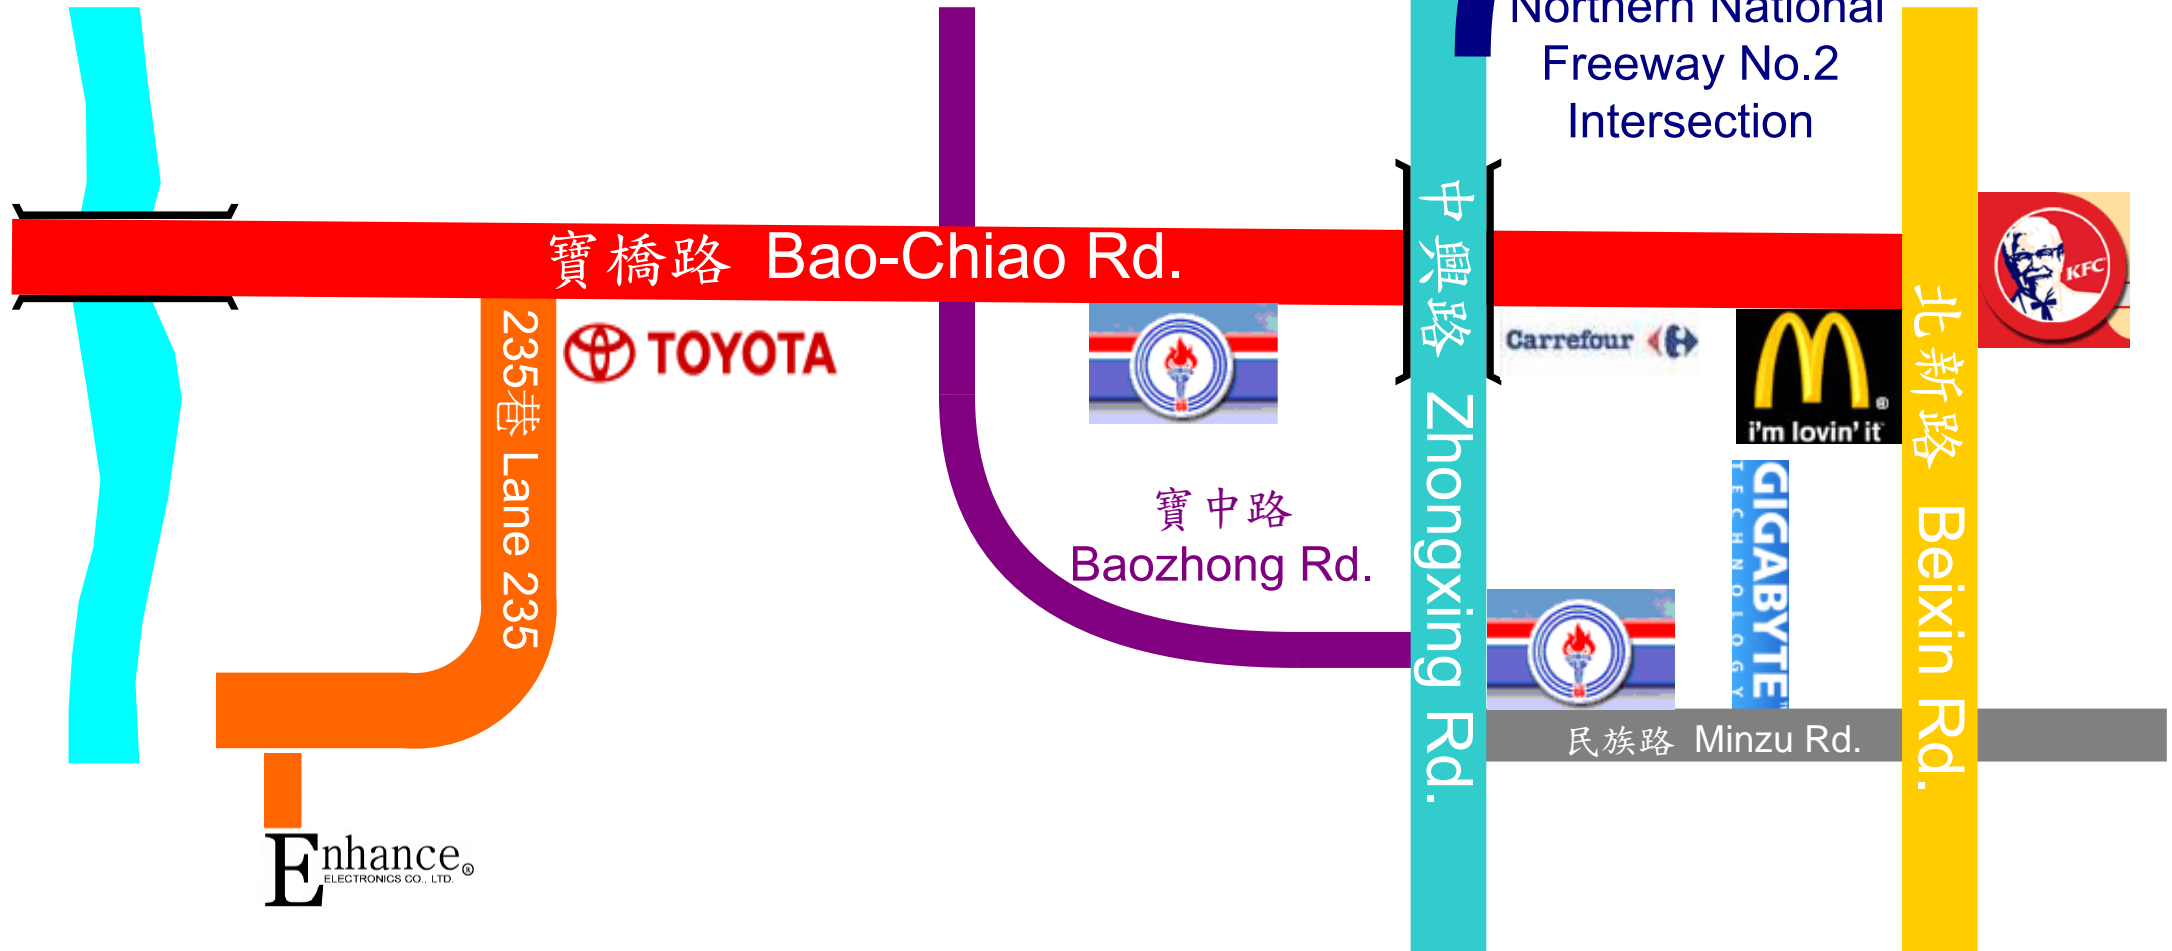 Northern National
Freeway No.2
Intersection
寶橋路 Bao-Chiao Rd.
中興路 Zhongxing Rd.
北新路 Beixin Rd.
KFC
235巷 Lane 235
TOYOTA
Carrefour
i'm lovin' it
®
GIGABYTE™
TECHNOLOGY
寶中路
Baozhong Rd.
民族路 Minzu Rd.
Enhance®
ELECTRONICS CO., LTD.